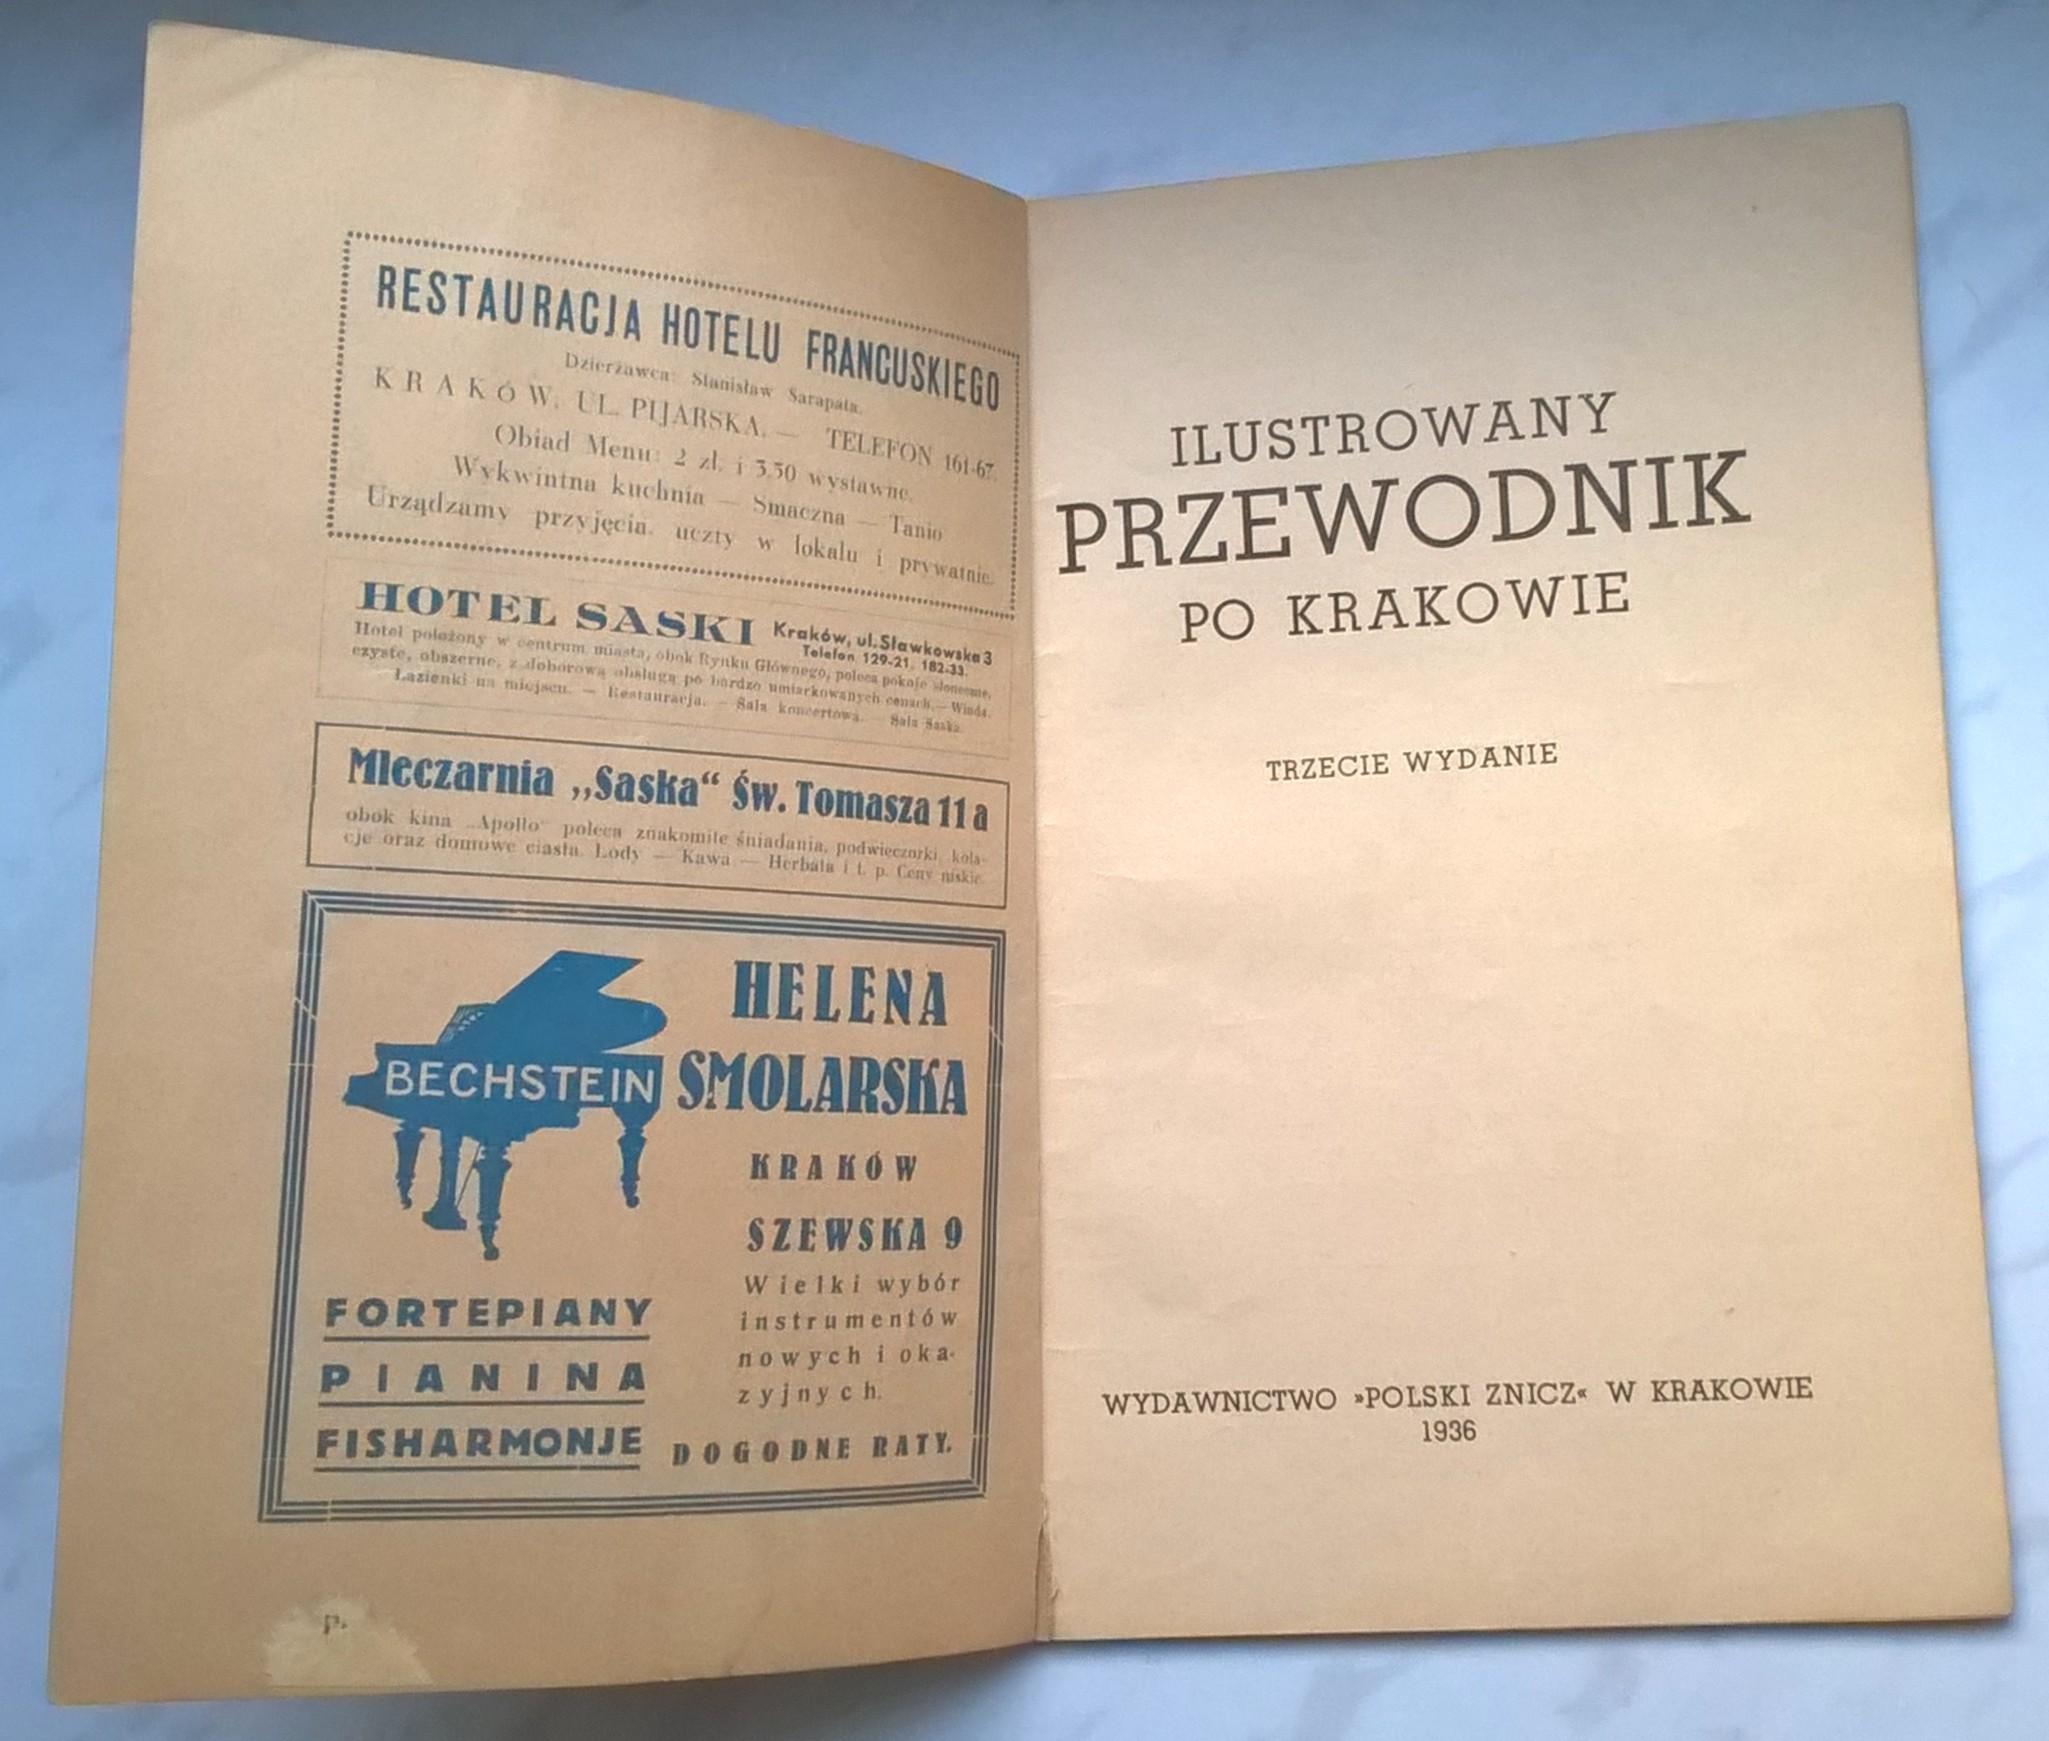 RESTAURACJA HOTELU FRANCUSKIEGO
Dzierżawca: Stanisław Sarapata.
KRAKÓW, UL. PIJARSKA. — TELEFON 161-67.
Obiad Menu: 2 zł. i 3.50 wystawne.
Wykwintna kuchnia — Smaczna — Tanio
Urządzamy przyjęcia, uczty w lokalu i prywatnie.
HOTEL SASKI Kraków, ul. Sławkowska 3
Telefon 129-21, 182-33.
Hotel położony w centrum miasta, obok Rynku Głównego, poleca pokoje słoneczne,
czyste, obszerne, z doborową obsługą po bardzo umiarkowanych cenach. — Winda.
Łazienki na miejscu. — Restauracja. — Sala koncertowa. — Sala Saska.
Mleczarnia „Saska“ Św. Tomasza 11 a
obok kina „Apollo“ poleca znakomite śniadania, podwieczorki, kola-
cje oraz domowe ciasta. Lody — Kawa — Herbata i t. p. Ceny niskie.
BECHSTEIN
HELENA
SMOLARSKA
KRAKÓW
SZEWSKA 9
Wielki wybór
instrumentów
nowych i oka-
zyjnych.
DOGODNE RATY.
FORTEPIANY
PIANINA
FISHARMONJE
p.
ILUSTROWANY
PRZEWODNIK
PO KRAKOWIE
TRZECIE WYDANIE
WYDAWNICTWO »POLSKI ZNICZ« W KRAKOWIE
1936